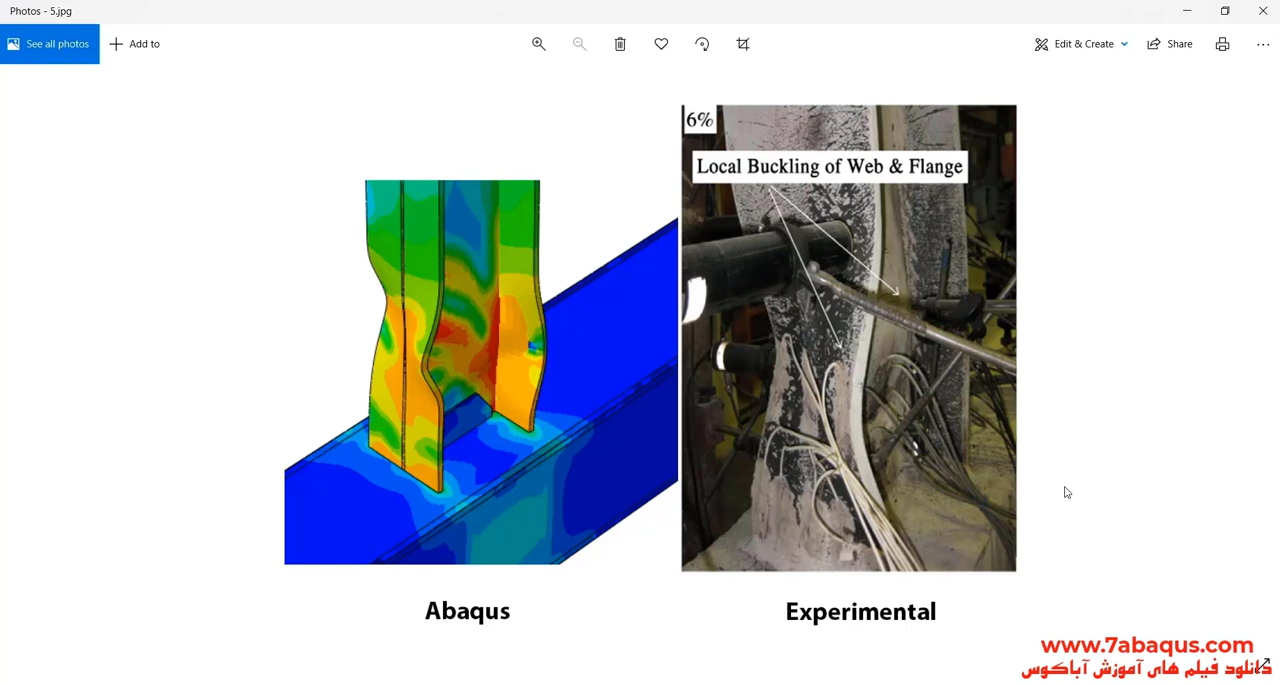 Photos - 5.jpg
See all photos
Add to
Edit & Create
Share
6%
Local Buckling of Web & Flange
Abaqus
Experimental
www.7abaqus.com
دانلود فیلم های آموزش آباکوس